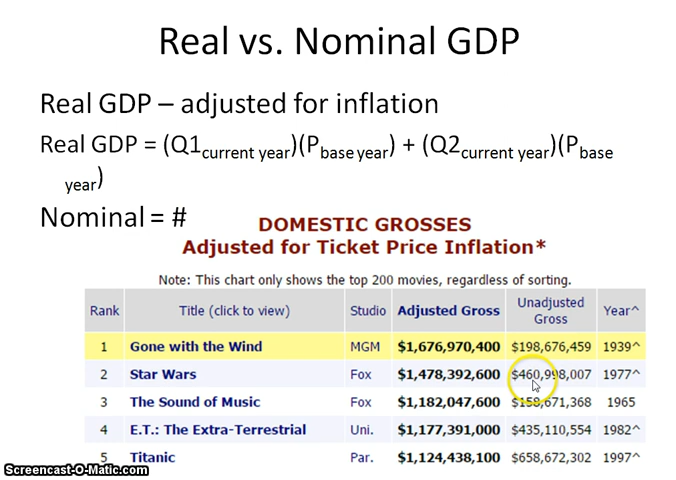 Real vs. Nominal GDP
Real GDP – adjusted for inflation
Real GDP = (Q1current year)(Pbase year) + (Q2current year)(Pbase
year)
Nominal = #
DOMESTIC GROSSES
Adjusted for Ticket Price Inflation*
Note: This chart only shows the top 200 movies, regardless of sorting.
Rank Title (click to view) Studio Adjusted Gross Unadjusted Gross Year^
1 Gone with the Wind MGM $1,676,970,400 $198,676,459 1939^
2 Star Wars Fox $1,478,392,600 $460,998,007 1977^
3 The Sound of Music Fox $1,182,047,600 $158,671,368 1965
4 E.T.: The Extra-Terrestrial Uni. $1,177,391,000 $435,110,554 1982^
5 Titanic Par. $1,124,438,100 $658,672,302 1997^
Screencast-O-Matic.com